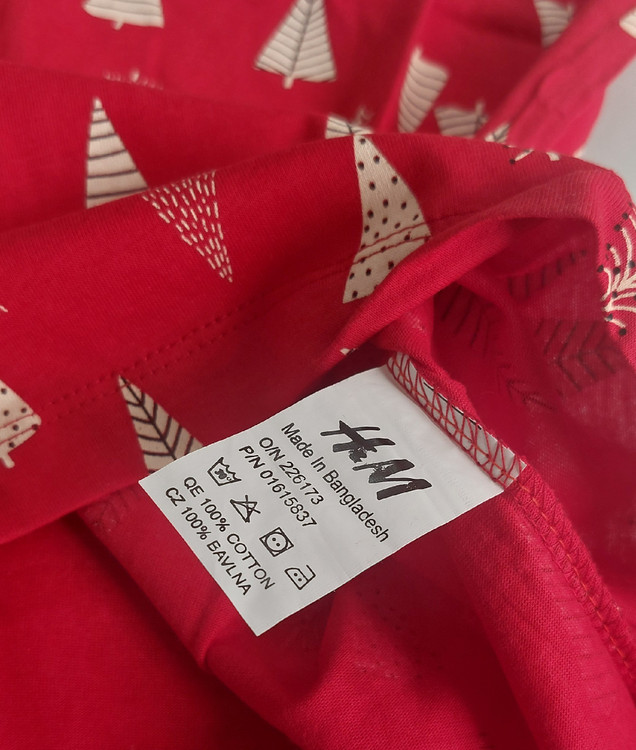 H&M
Made In Bangladesh
O/N 226173
P/N 01615837
QE 100% COTTON
CZ 100% BAVLNA